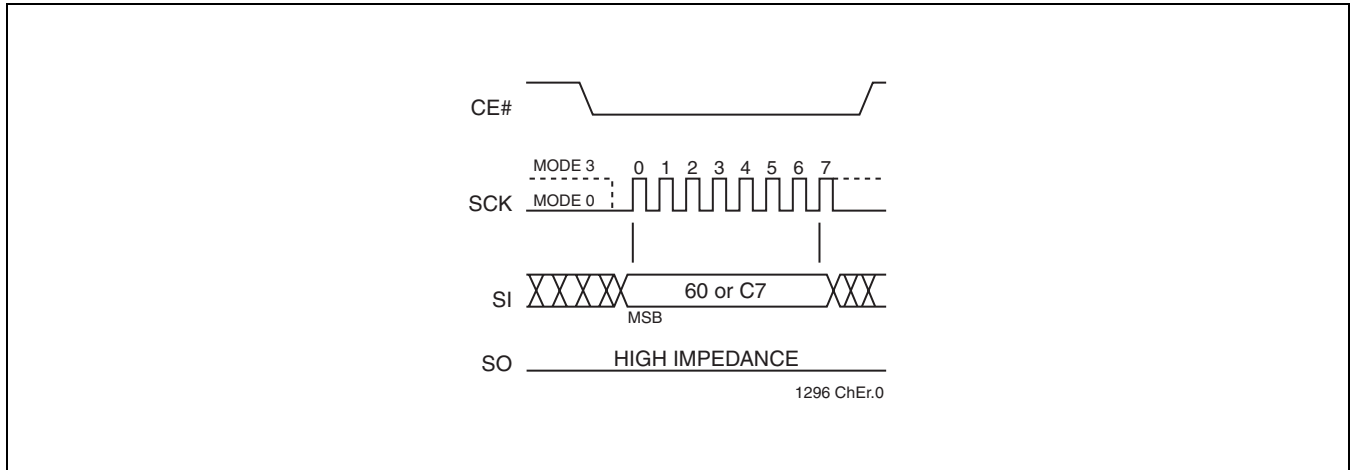 CE#
MODE 3
0 1 2 3 4 5 6 7
SCK
MODE 0
SI
60 or C7
MSB
SO
HIGH IMPEDANCE
1296 ChEr.0